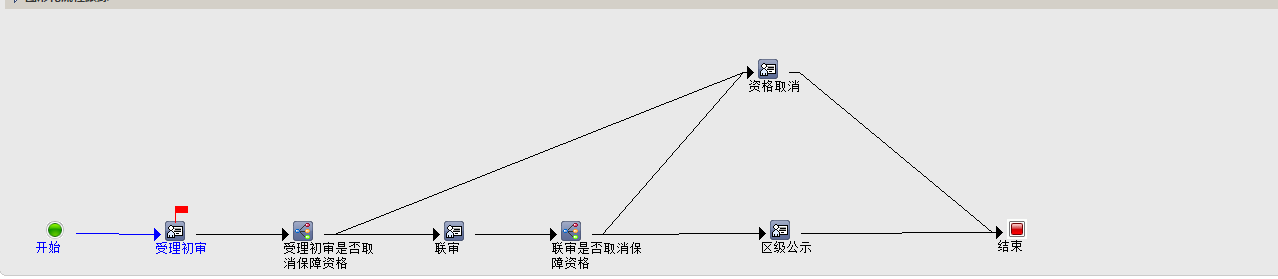 资格取消
开始
受理初审
受理初审是否取
消保障资格
联审
联审是否取消保
障资格
区级公示
结束